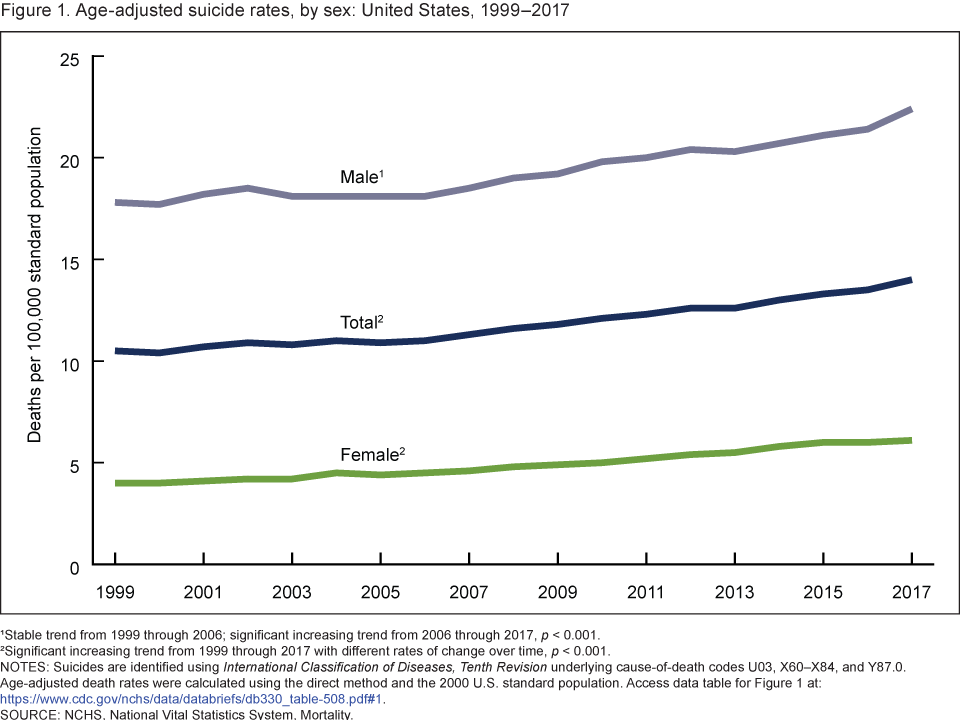 Figure 1. Age-adjusted suicide rates, by sex: United States, 1999–2017
25
20
15
10
5
0
Deaths per 100,000 standard population
Male¹
Total²
Female²
1999 2001 2003 2005 2007 2009 2011 2013 2015 2017
¹Stable trend from 1999 through 2006; significant increasing trend from 2006 through 2017, p < 0.001.
²Significant increasing trend from 1999 through 2017 with different rates of change over time, p < 0.001.
NOTES: Suicides are identified using International Classification of Diseases, Tenth Revision underlying cause-of-death codes U03, X60–X84, and Y87.0.
Age-adjusted death rates were calculated using the direct method and the 2000 U.S. standard population. Access data table for Figure 1 at:
https://www.cdc.gov/nchs/data/databriefs/db330_table-508.pdf#1.
SOURCE: NCHS, National Vital Statistics System, Mortality.